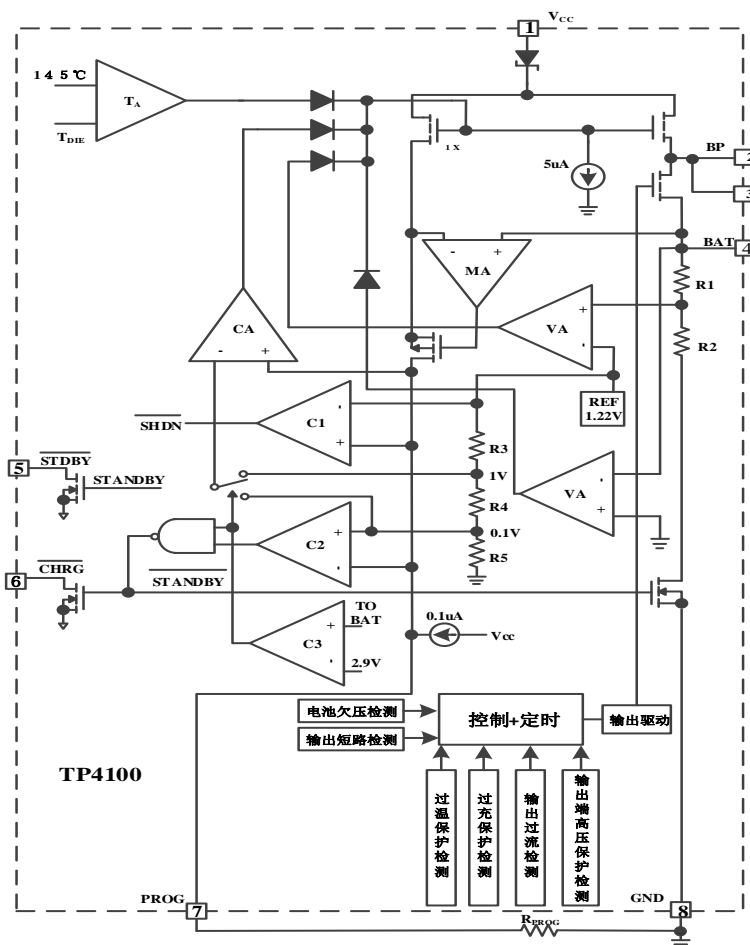 VCC
1
145℃
TA
TDIE
1X
5uA
BP
2
3
BAT
4
MA
R1
CA
VA
R2
REF
1.22V
SHDN
C1
R3
STDBY
5
STANDBY
1V
VA
R4
0.1V
C2
R5
CHRG
6
STANDBY
TO
BAT
C3
2.9V
0.1uA
Vcc
电池欠压检测
输出短路检测
控制+定时
输出驱动
TP4100
过温保护检测
过充保护检测
输出过流检测
输出端高压保护检测
PROG
7
GND
8
RPROG
- +
+ -
- +
- +
- +
+ -
+ -